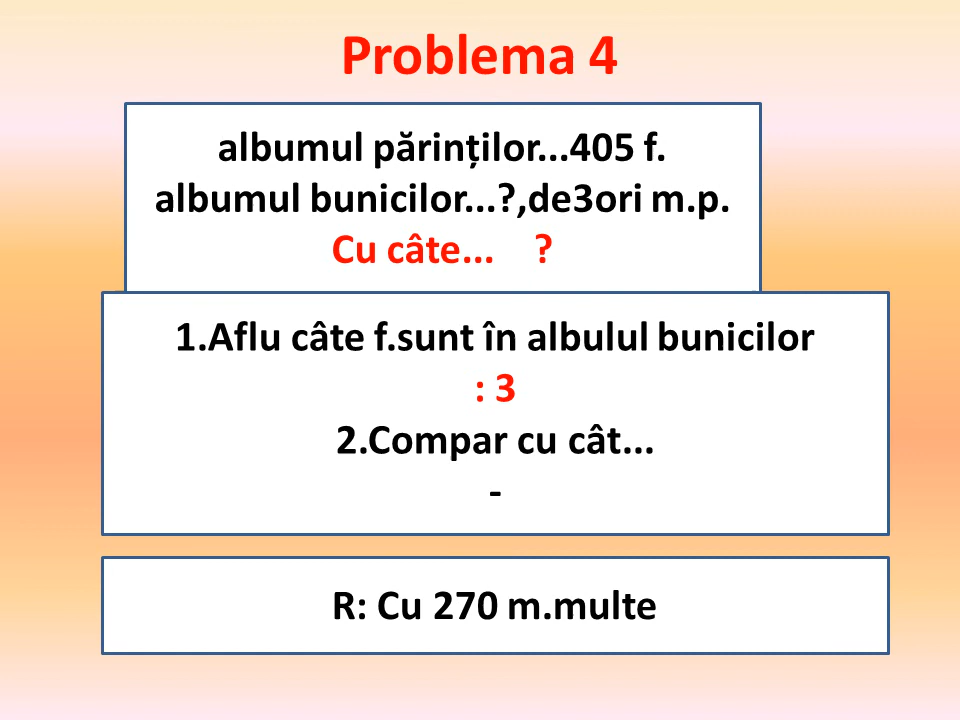 Problema 4
albumul părinților...405 f.
albumul bunicilor...?,de3ori m.p.
Cu câte... ?
1.Aflu câte f.sunt în albulul bunicilor
: 3
2.Compar cu cât...
-
R: Cu 270 m.multe